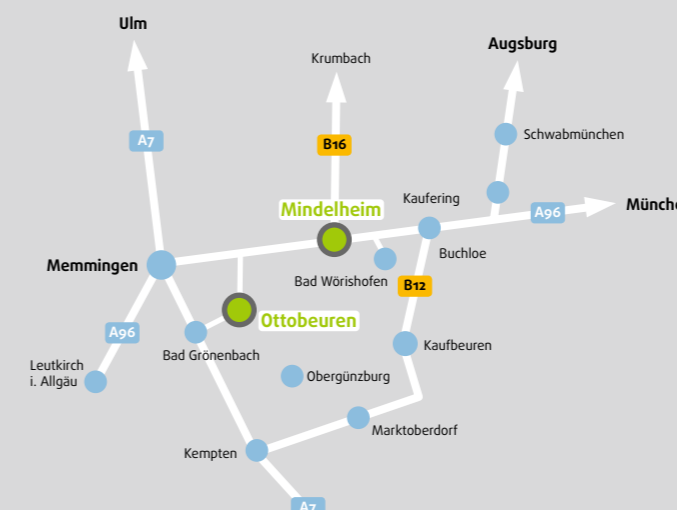 Ulm
Augsburg
Krumbach
A7
B16
Schwabmünchen
Kaufering
Mindelheim
A96
Münche
Buchloe
Memmingen
Bad Wörishofen
B12
Ottobeuren
A96
Bad Grönenbach
Kaufbeuren
Leutkirch
i. Allgäu
Obergünzburg
Marktoberdorf
Kempten
A7